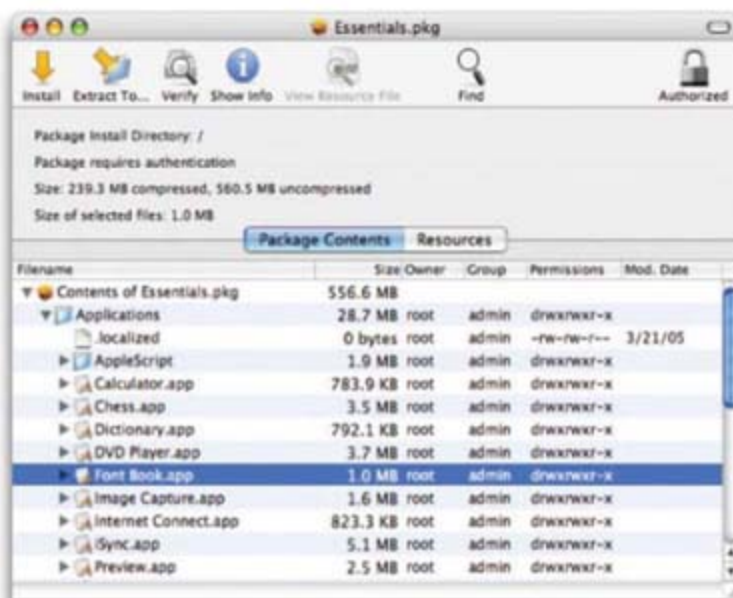 Essentials.pkg
Install Extract To... Verify Show Info View Resource File Find Authorized
Package Install Directory: /
Package requires authentication
Size: 239.3 MB compressed, 560.5 MB uncompressed
Size of selected files: 1.0 MB
Package Contents Resources
Filename Size Owner Group Permissions Mod. Date
Contents of Essentials.pkg 556.6 MB
Applications 28.7 MB root admin drwxrwxr-x
.localized 0 bytes root admin -rw-rw-r-- 3/21/05
AppleScript 1.9 MB root admin drwxrwxr-x
Calculator.app 783.9 KB root admin drwxrwxr-x
Chess.app 3.5 MB root admin drwxrwxr-x
Dictionary.app 792.1 KB root admin drwxrwxr-x
DVD Player.app 3.7 MB root admin drwxrwxr-x
Font Book.app 1.0 MB root admin drwxrwxr-x
Image Capture.app 1.6 MB root admin drwxrwxr-x
Internet Connect.app 823.3 KB root admin drwxrwxr-x
iSync.app 5.1 MB root admin drwxrwxr-x
Preview.app 2.5 MB root admin drwxrwxr-x